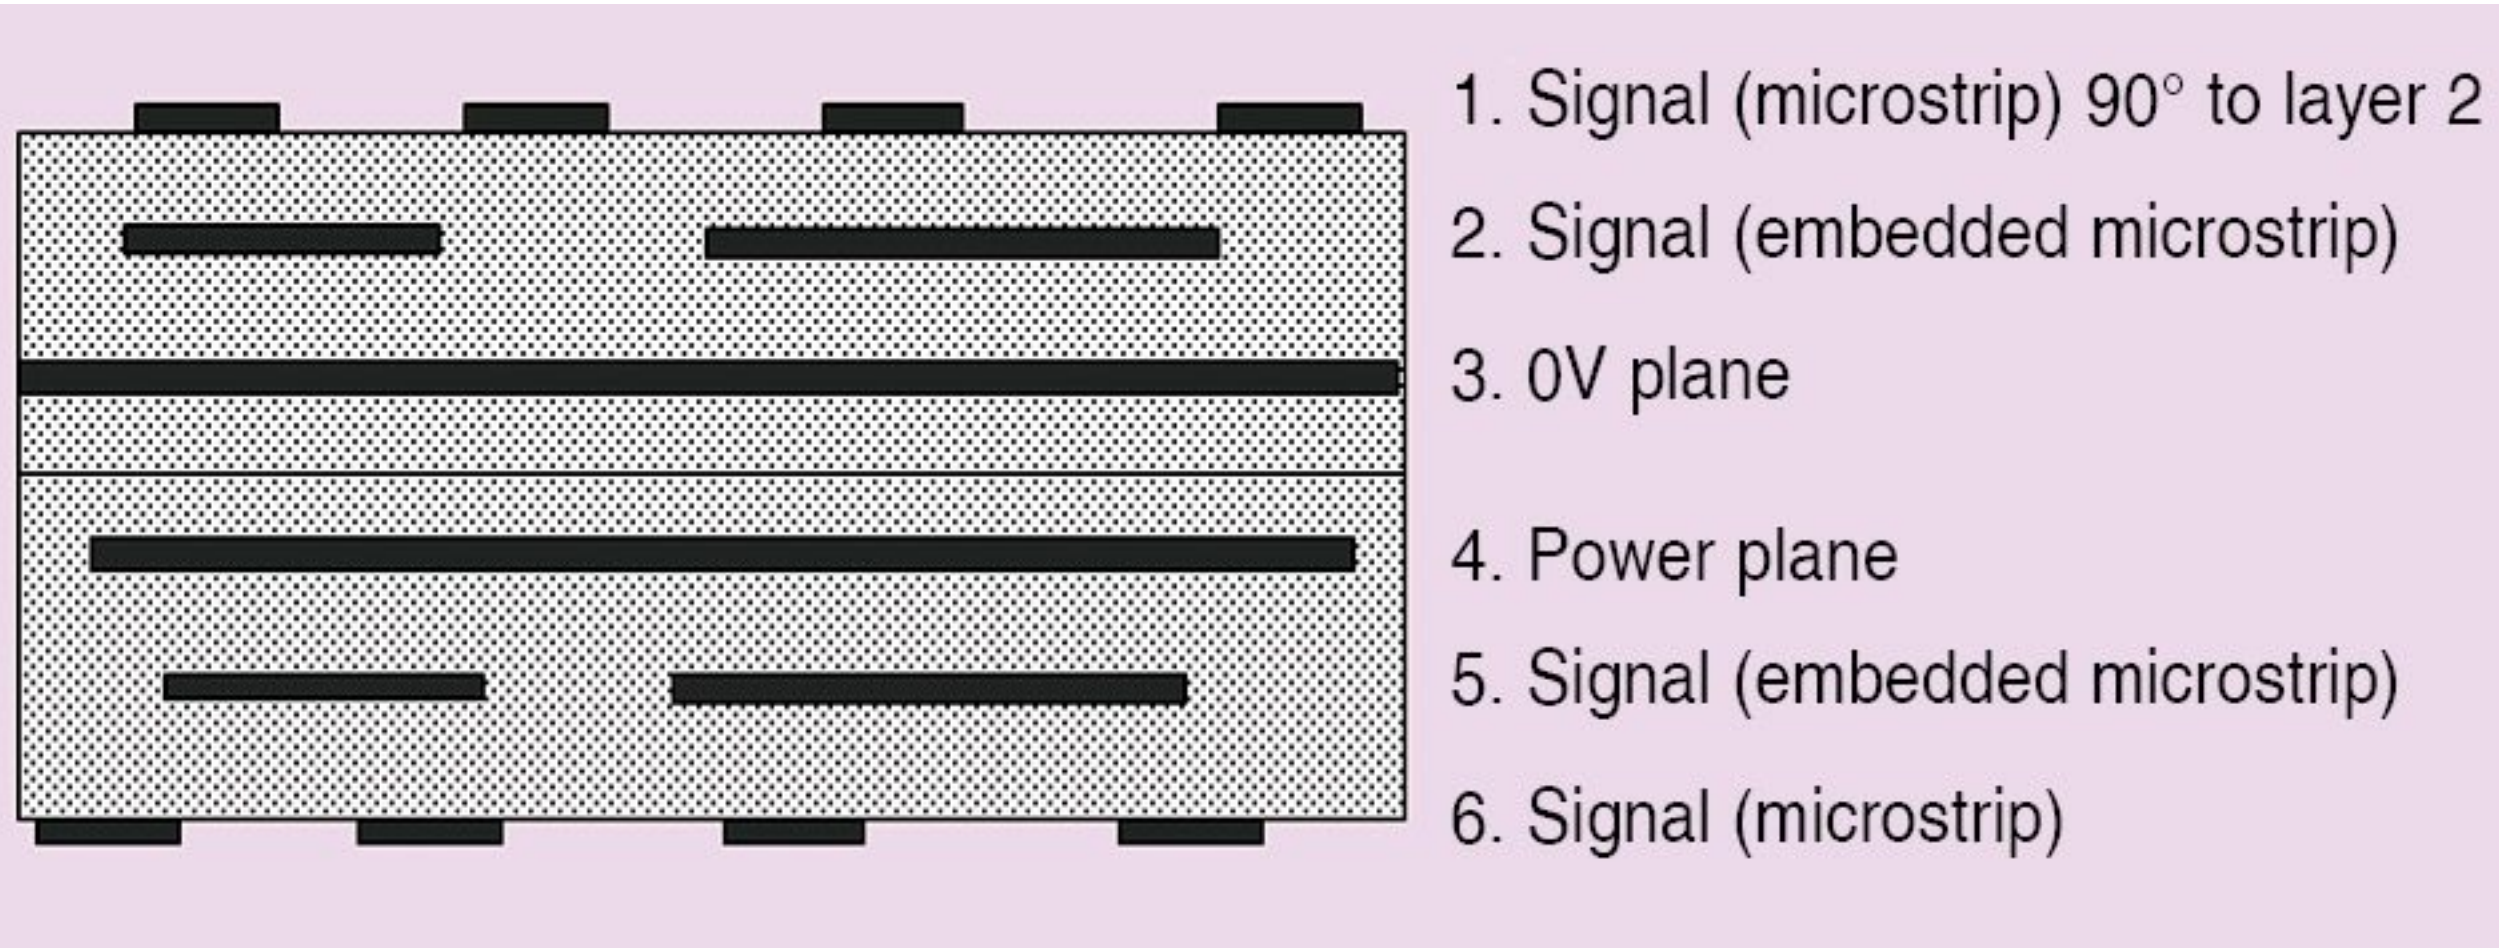 1. Signal (microstrip) 90° to layer 2
2. Signal (embedded microstrip)
3. 0V plane
4. Power plane
5. Signal (embedded microstrip)
6. Signal (microstrip)